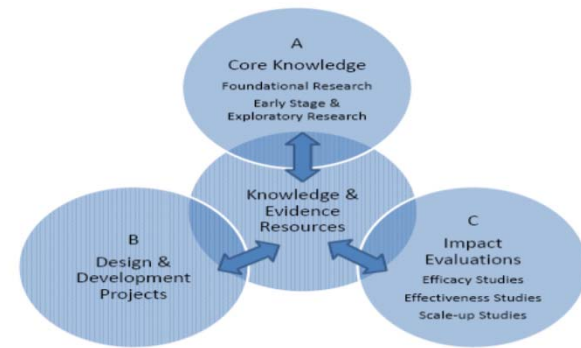 A
Core Knowledge
Foundational Research
Early Stage &
Exploratory Research
Knowledge &
Evidence
Resources
B
Design &
Development
Projects
C
Impact
Evaluations
Efficacy Studies
Effectiveness Studies
Scale-up Studies